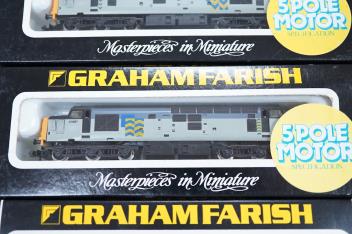 5 POLE
MOTOR
SPECIFICATION
Masterpieces in Miniature
GRAHAM FARISH
5 POLE
MOTOR
SPECIFICATION
Masterpieces in Miniature
GRAHAM FARISH